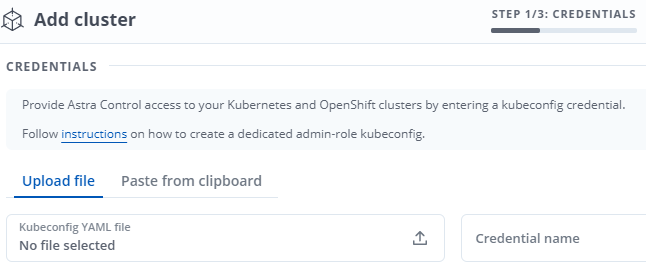 Add cluster
STEP 1/3: CREDENTIALS
CREDENTIALS
Provide Astra Control access to your Kubernetes and OpenShift clusters by entering a kubeconfig credential.
Follow instructions on how to create a dedicated admin-role kubeconfig.
Upload file
Paste from clipboard
Kubeconfig YAML file
No file selected
Credential name